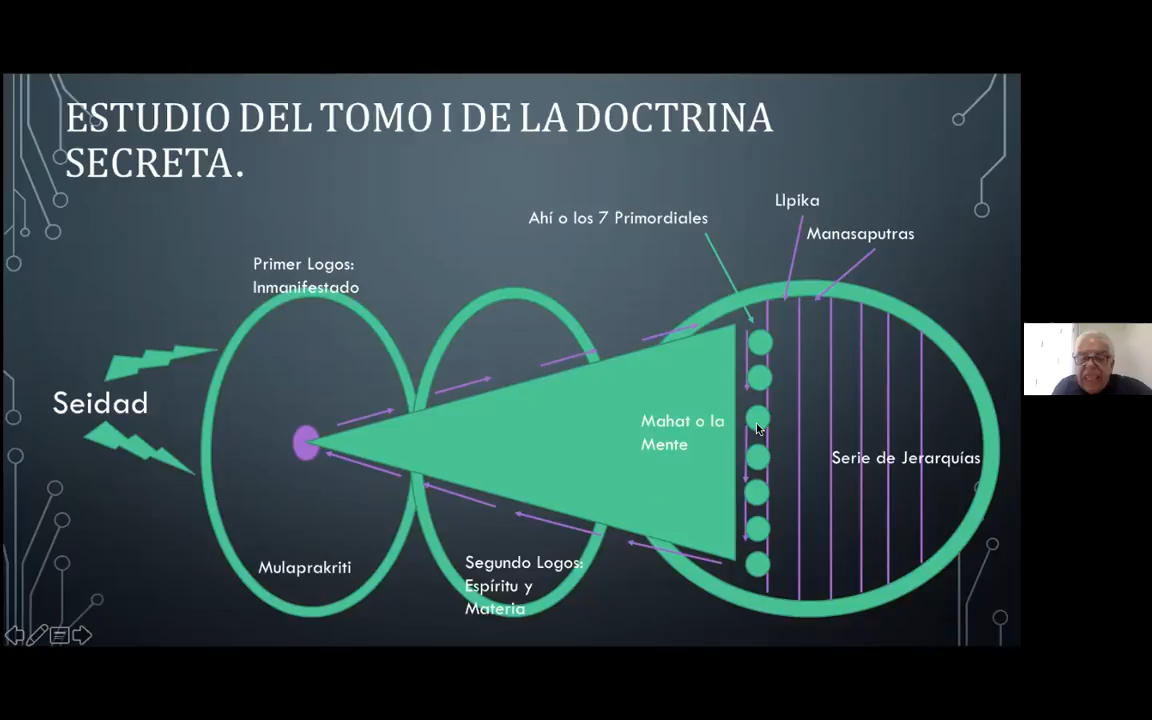 ESTUDIO DEL TOMO I DE LA DOCTRINA
SECRETA.
Llpika
Ahí o los 7 Primordiales
Manasaputras
Primer Logos:
Inmanifestado
Seidad
Mahat o la
Mente
Serie de Jerarquías
Mulaprakriti
Segundo Logos:
Espíritu y
Materia